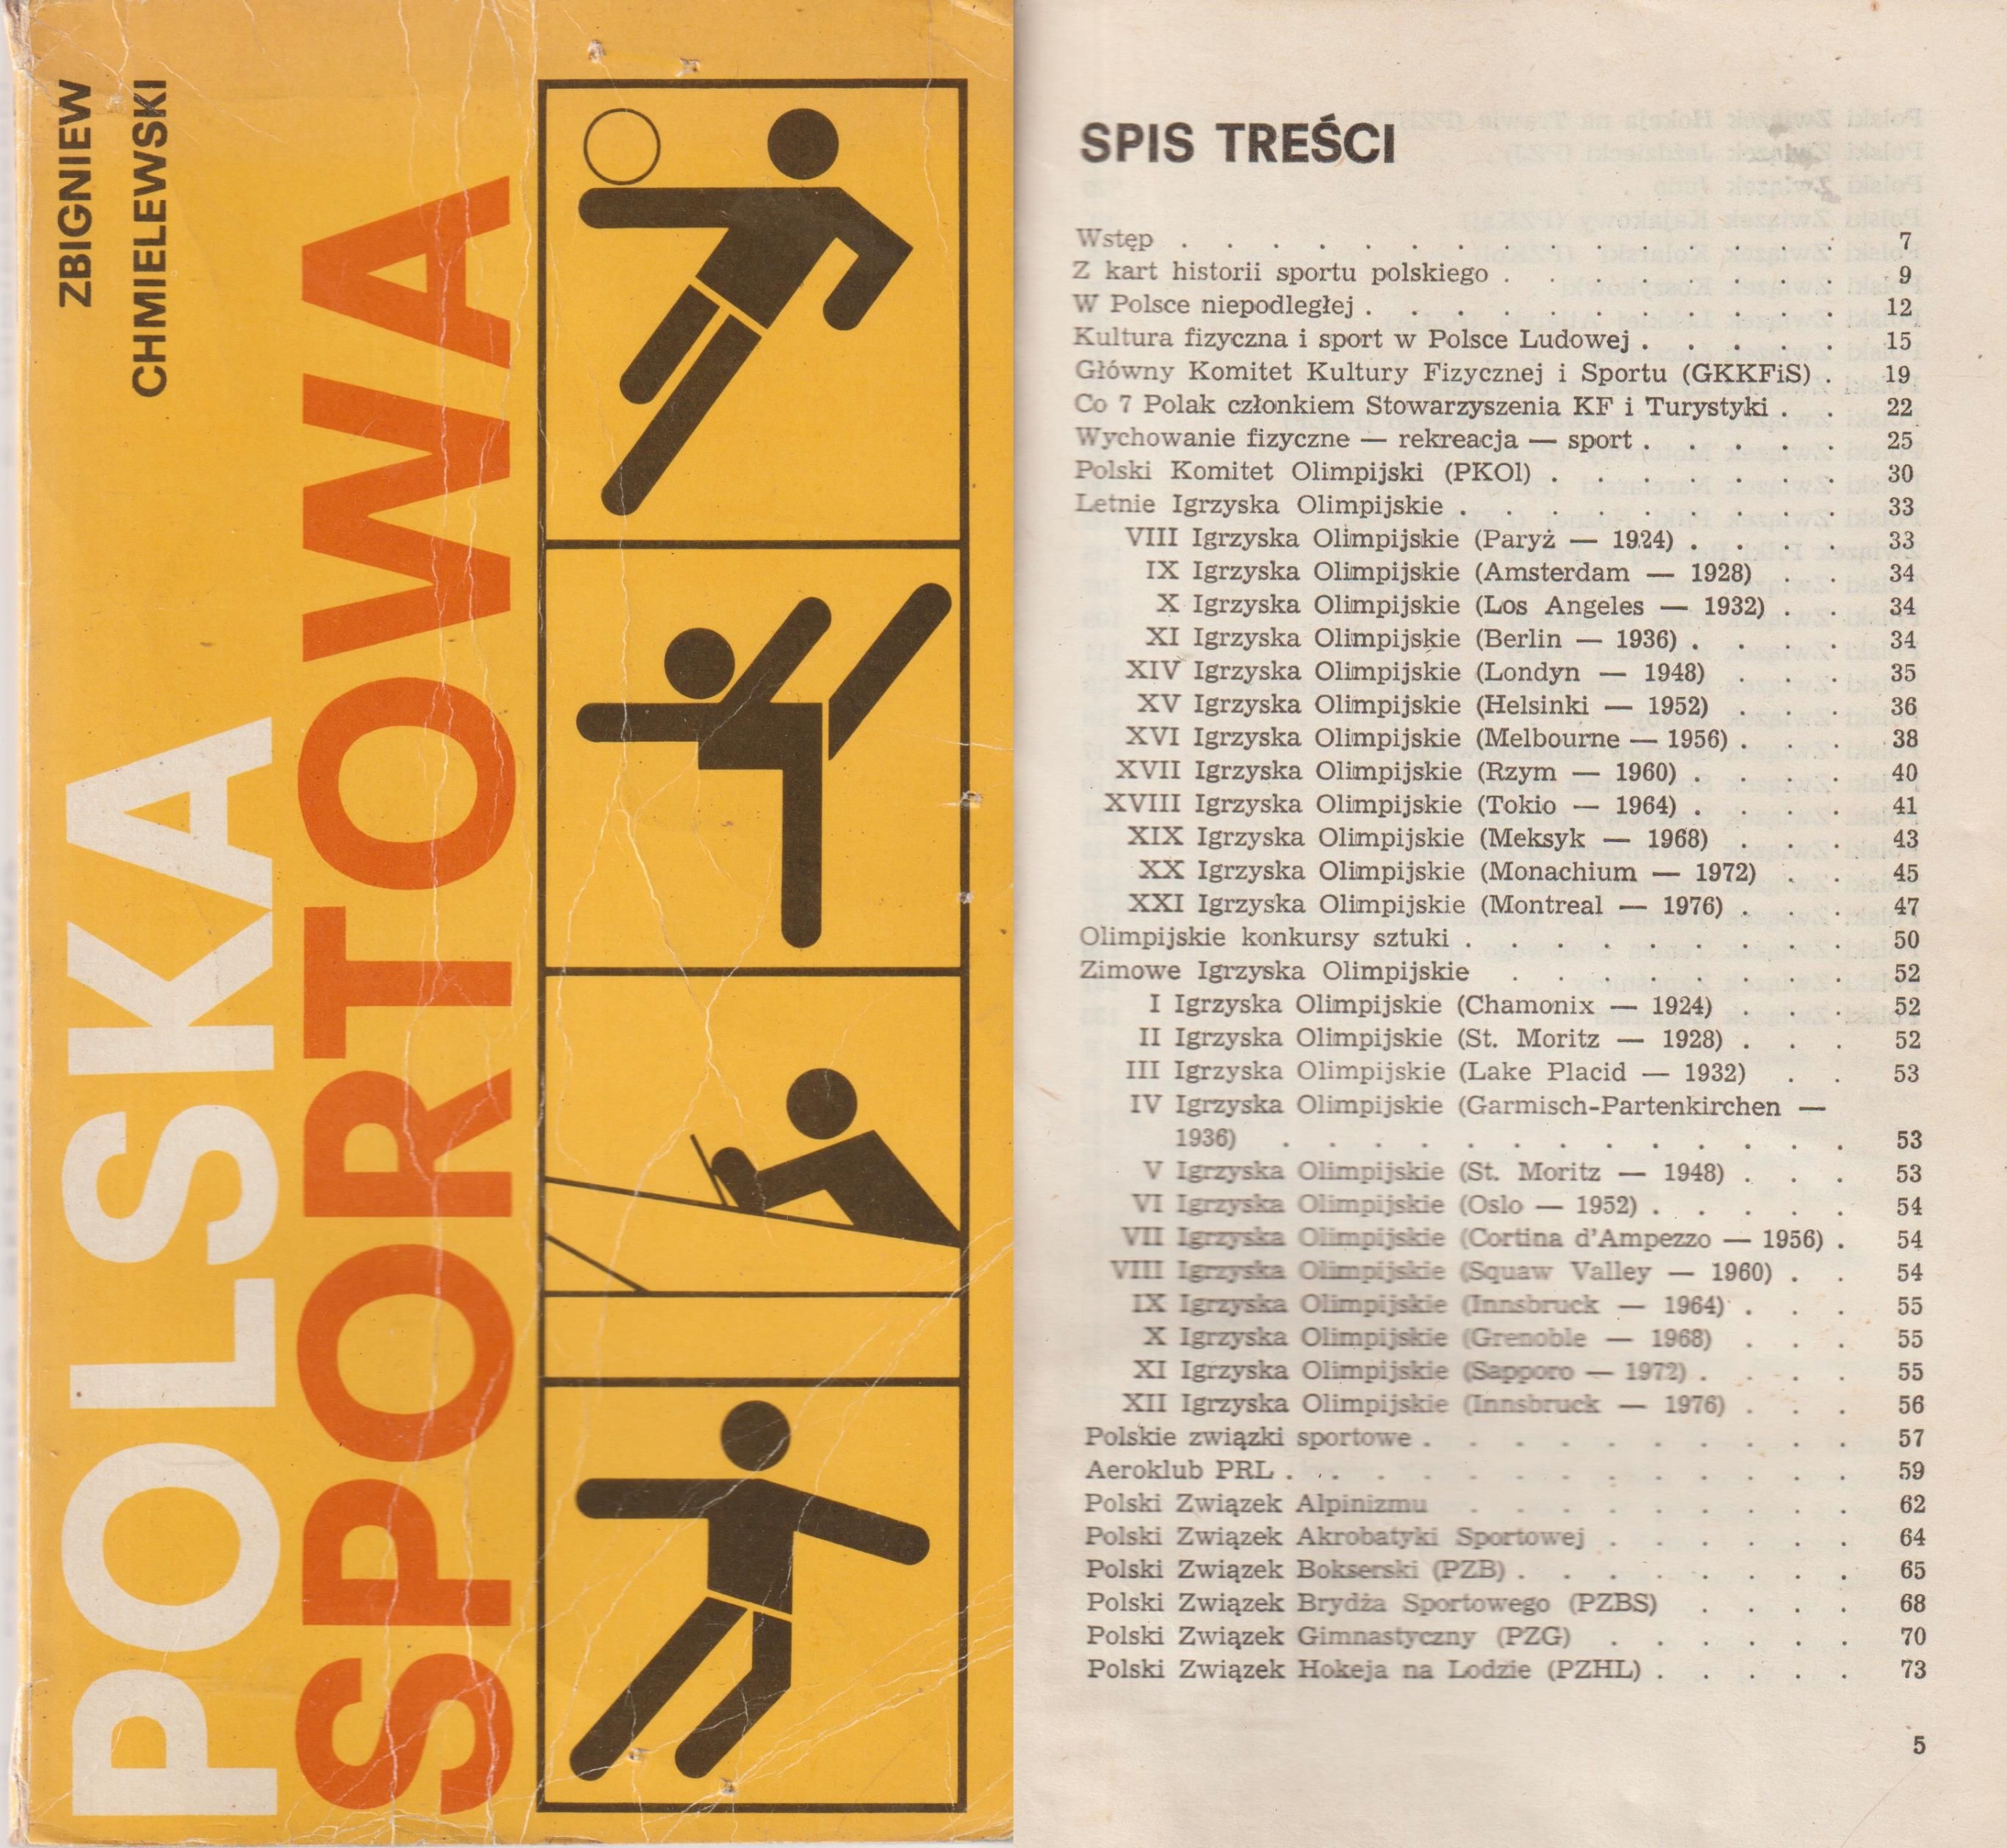 ZBIGNIEW
CHMIELEWSKI
POLSKA
SPORTOWA
SPIS TREŚCI
Wstęp . . . . . . . . . . . . . . . 7
Z kart historii sportu polskiego . . . . . . . . 9
W Polsce niepodległej . . . . . . . . . . . 12
Kultura fizyczna i sport w Polsce Ludowej . . . . . 15
Główny Komitet Kultury Fizycznej i Sportu (GKKFiS) . 19
Co 7 Polak członkiem Stowarzyszenia KF i Turystyki . . 22
Wychowanie fizyczne — rekreacja — sport . . . . . 25
Polski Komitet Olimpijski (PKOl) . . . . . . . 30
Letnie Igrzyska Olimpijskie . . . . . . . . . 33
VIII Igrzyska Olimpijskie (Paryż — 1924) . . . . 33
IX Igrzyska Olimpijskie (Amsterdam — 1928) . . 34
X Igrzyska Olimpijskie (Los Angeles — 1932) . . 34
XI Igrzyska Olimpijskie (Berlin — 1936) . . . . 34
XIV Igrzyska Olimpijskie (Londyn — 1948) . . . 35
XV Igrzyska Olimpijskie (Helsinki — 1952) . . . 36
XVI Igrzyska Olimpijskie (Melbourne — 1956) . . . 38
XVII Igrzyska Olimpijskie (Rzym — 1960) . . . . 40
XVIII Igrzyska Olimpijskie (Tokio — 1964) . . . . 41
XIX Igrzyska Olimpijskie (Meksyk — 1968) . . . 43
XX Igrzyska Olimpijskie (Monachium — 1972) . . 45
XXI Igrzyska Olimpijskie (Montreal — 1976) . . . 47
Olimpijskie konkursy sztuki . . . . . . . . . 50
Zimowe Igrzyska Olimpijskie . . . . . . . . 52
I Igrzyska Olimpijskie (Chamonix — 1924) . . . 52
II Igrzyska Olimpijskie (St. Moritz — 1928) . . . 52
III Igrzyska Olimpijskie (Lake Placid — 1932) . . 53
IV Igrzyska Olimpijskie (Garmisch-Partenkirchen —
1936) . . . . . . . . . . . . . 53
V Igrzyska Olimpijskie (St. Moritz — 1948) . . . 53
VI Igrzyska Olimpijskie (Oslo — 1952) . . . . . 54
VII Igrzyska Olimpijskie (Cortina d'Ampezzo — 1956) . 54
VIII Igrzyska Olimpijskie (Squaw Valley — 1960) . . 54
IX Igrzyska Olimpijskie (Innsbruck — 1964) . . . 55
X Igrzyska Olimpijskie (Grenoble — 1968) . . . 55
XI Igrzyska Olimpijskie (Sapporo — 1972) . . . . 55
XII Igrzyska Olimpijskie (Innsbruck — 1976) . . . 56
Polskie związki sportowe . . . . . . . . . . 57
Aeroklub PRL . . . . . . . . . . . . . 59
Polski Związek Alpinizmu . . . . . . . . . 62
Polski Związek Akrobatyki Sportowej . . . . . . 64
Polski Związek Bokserski (PZB) . . . . . . . . 65
Polski Związek Brydża Sportowego (PZBS) . . . . 68
Polski Związek Gimnastyczny (PZG) . . . . . . 70
Polski Związek Hokeja na Lodzie (PZHL) . . . . . 73
5